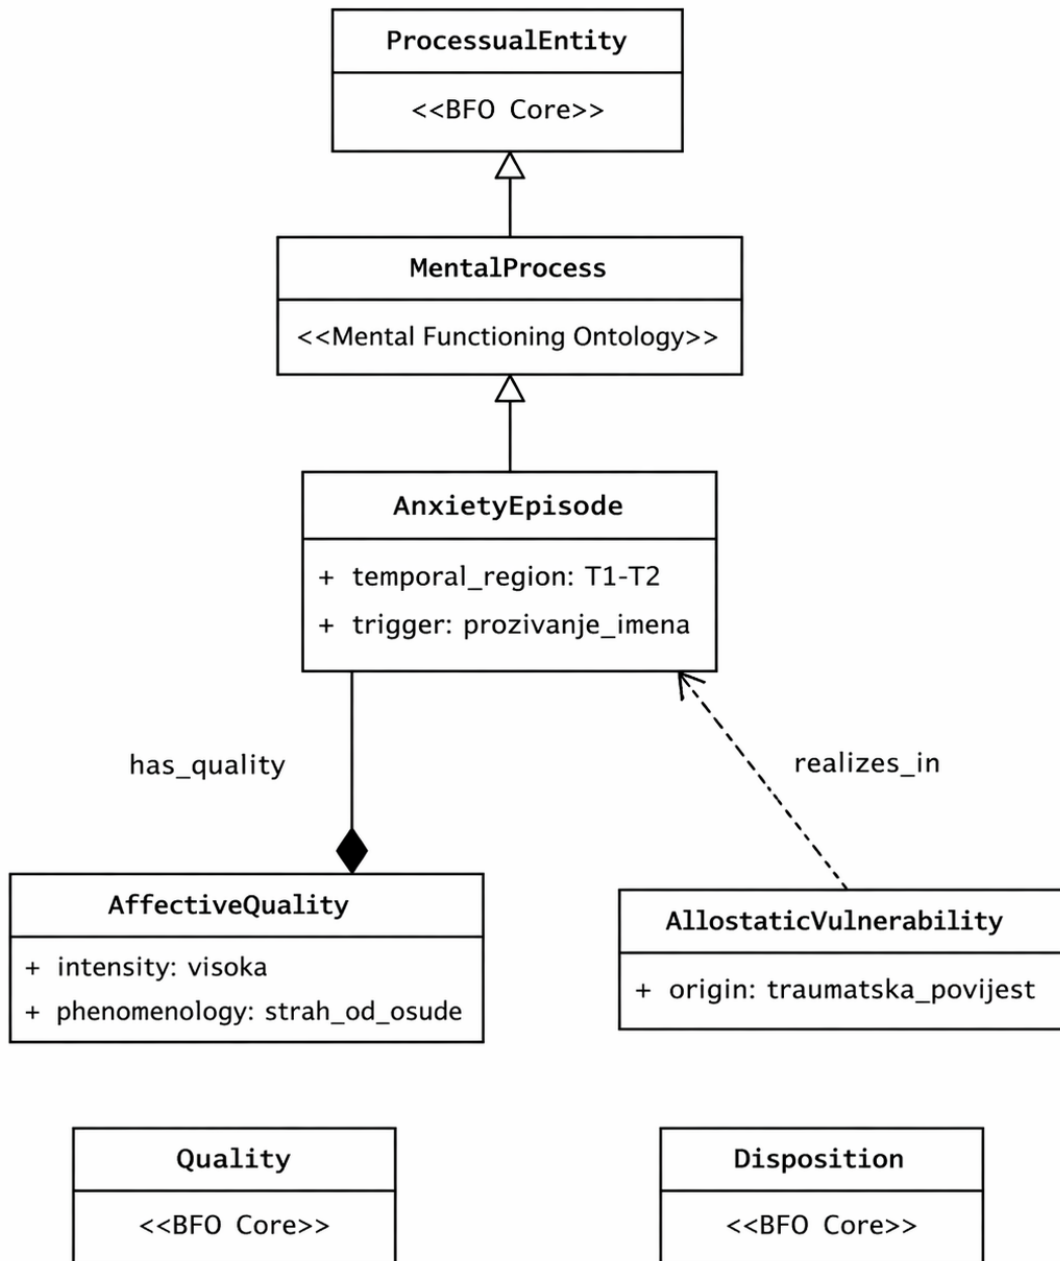 ProcessualEntity
<<BFO Core>>
MentalProcess
<<Mental Functioning Ontology>>
AnxietyEpisode
+ temporal_region: T1-T2
+ trigger: prozivanje_imena
has_quality
realizes_in
AffectiveQuality
+ intensity: visoka
+ phenomenology: strah_od_osude
AllostaticVulnerability
+ origin: traumatska_povijest
Quality
<<BFO Core>>
Disposition
<<BFO Core>>